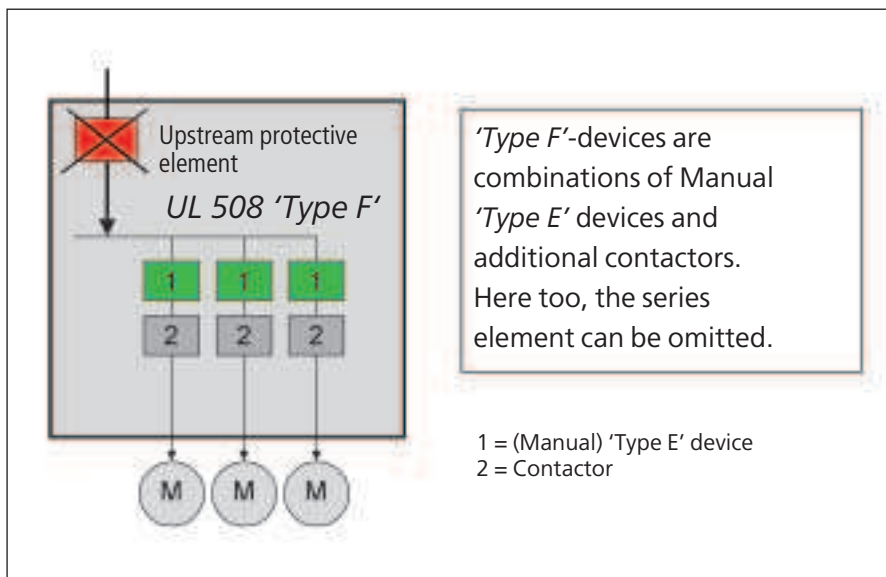 Upstream protective
element
UL 508 ‘Type F‘
1 1 1
2 2 2
M M M
‘Type F’-devices are
combinations of Manual
‘Type E’ devices and
additional contactors.
Here too, the series
element can be omitted.
1 = (Manual) ‘Type E’ device
2 = Contactor